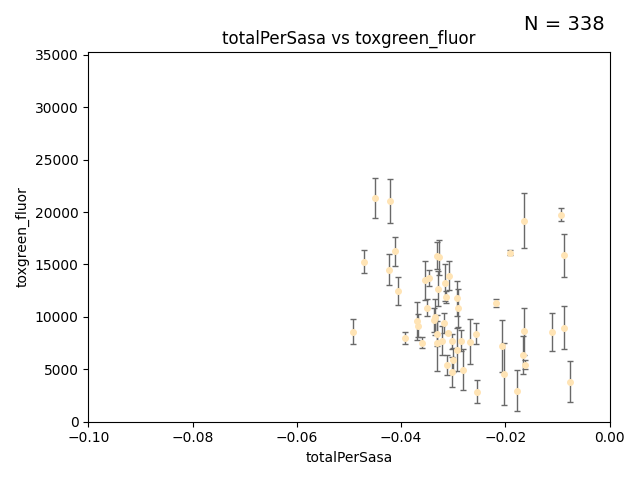 N = 338
totalPerSasa vs toxgreen_fluor
35000
30000
25000
20000
15000
10000
5000
0
toxgreen_fluor
−0.10 −0.08 −0.06 −0.04 −0.02 0.00
totalPerSasa